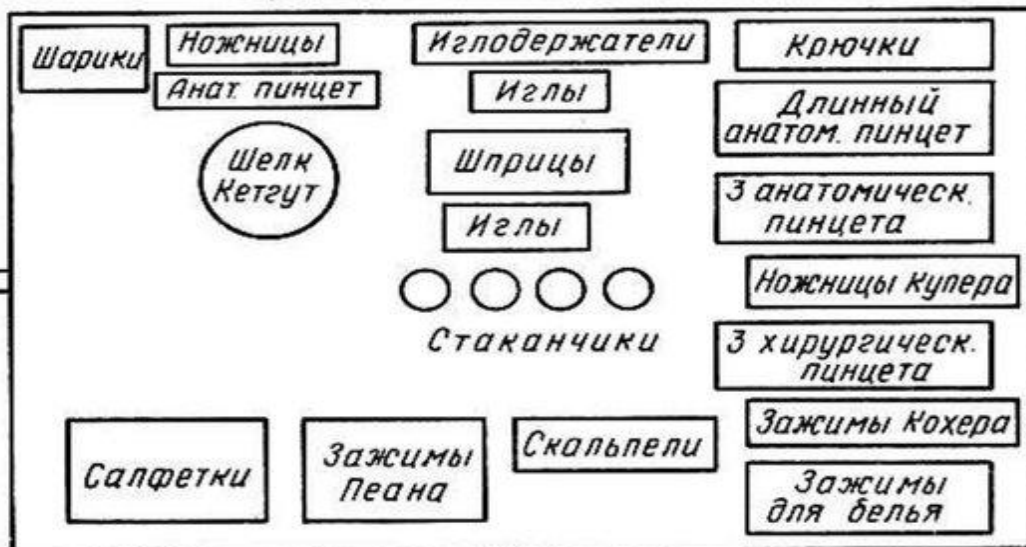 Шарики
Ножницы
Анат. пинцет
Шелк
Кетгут
Иглодержатели
Иглы
Шприцы
Иглы
Стаканчики
Крючки
Длинный
анатом. пинцет
3 анатомическ.
пинцета
Ножницы Купера
3 хирургическ.
пинцета
Зажимы Кохера
Зажимы
для белья
Салфетки
Зажимы
Пеана
Скальпели